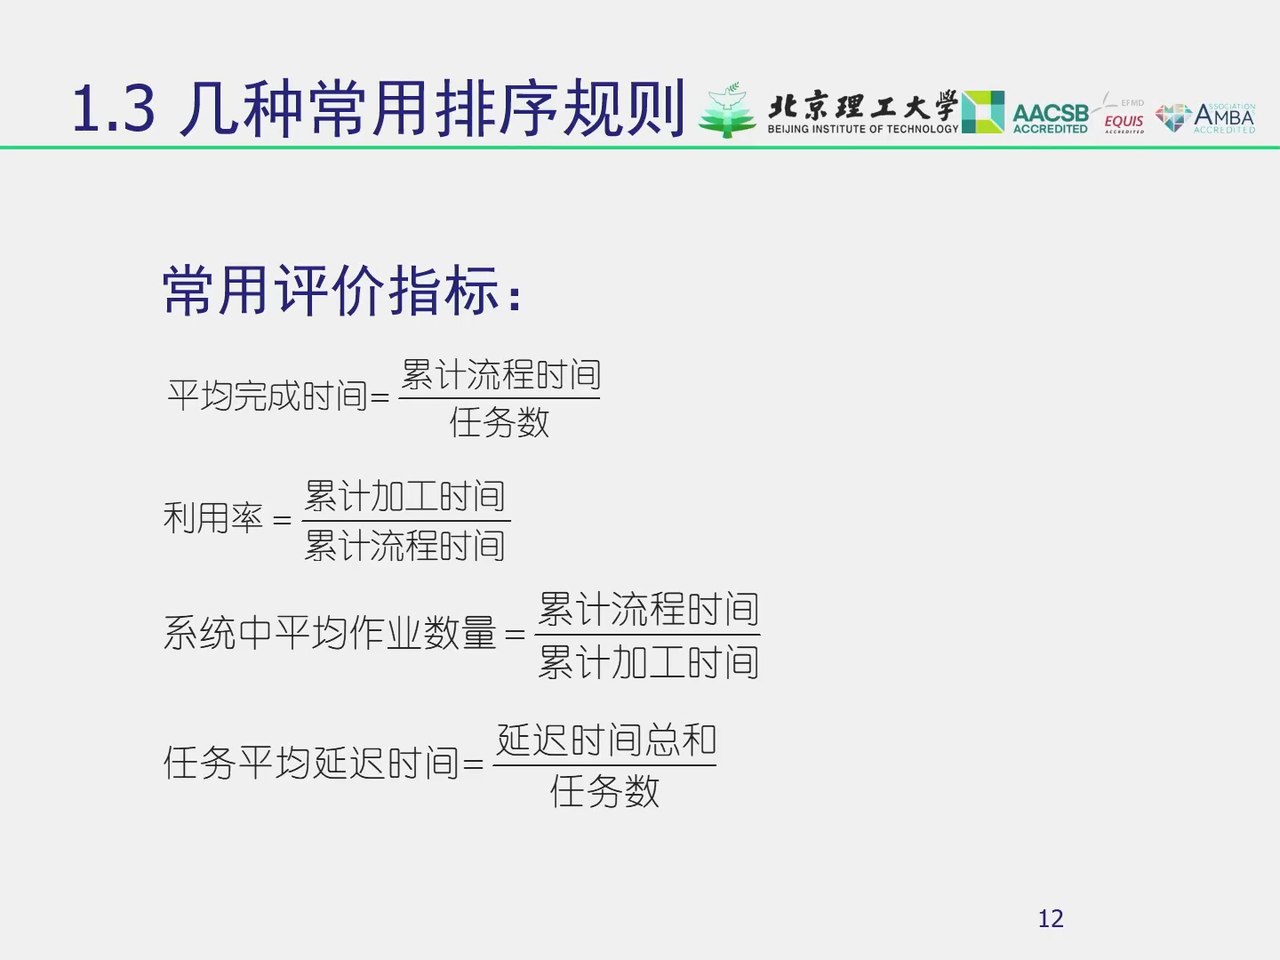 1.3 几种常用排序规则
北京理工大学
BEIJING INSTITUTE OF TECHNOLOGY
AACSB
ACCREDITED
EFMD
EQUIS
ACCREDITED
ASSOCIATION
AMBA
ACCREDITED
常用评价指标：
平均完成时间=累计流程时间/任务数
利用率=累计加工时间/累计流程时间
系统中平均作业数量=累计流程时间/累计加工时间
任务平均延迟时间=延迟时间总和/任务数
12